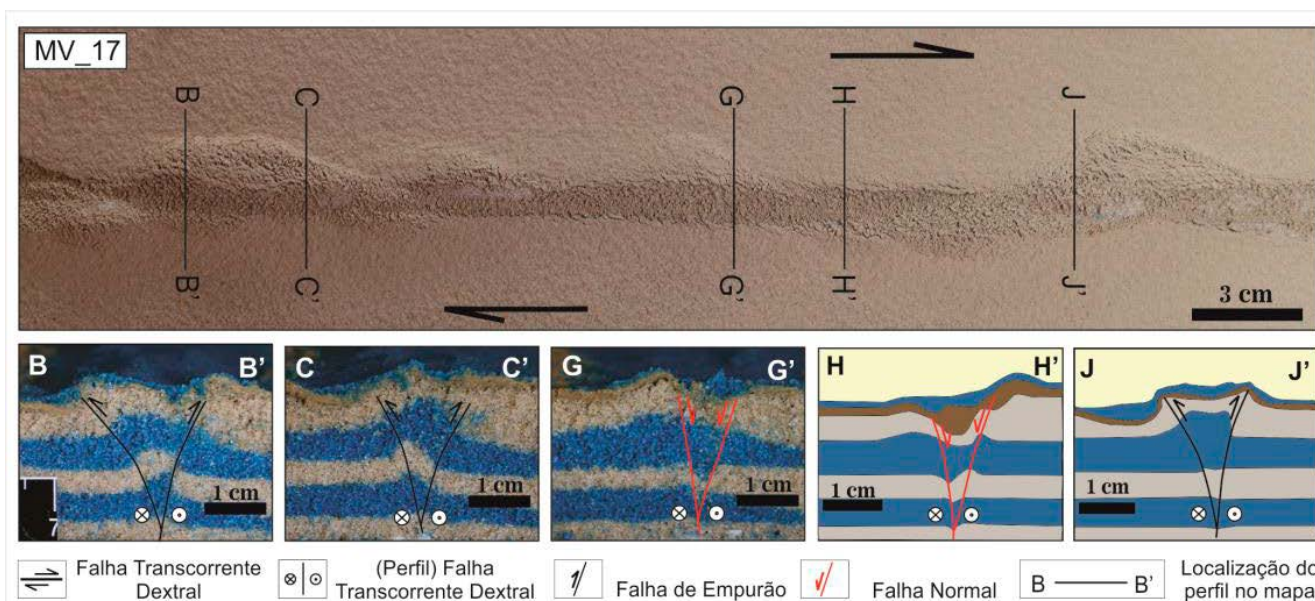 MV_17
B C G H J
B' C' G' H' J'
3 cm
B B' C C' G G' H H' J J'
1 cm 1 cm 1 cm 1 cm 1 cm
7
Falha Transcorrente
Dextral
(Perfil) Falha
Transcorrente Dextral
Falha de Empurão
Falha Normal
B B'
Localização do
perfil no mapa